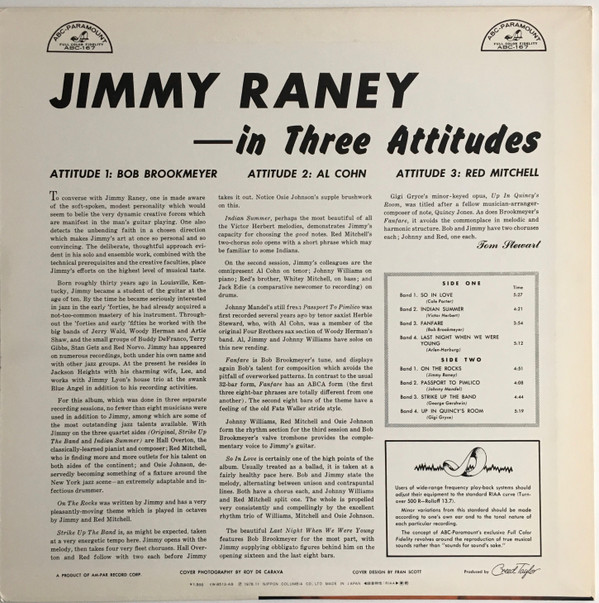 ABC-PARAMOUNT
FULL COLOR FIDELITY
ABC-167
ABC-PARAMOUNT
FULL COLOR FIDELITY
ABC-167
JIMMY RANEY
—in Three Attitudes
ATTITUDE 1: BOB BROOKMEYER
ATTITUDE 2: AL COHN
ATTITUDE 3: RED MITCHELL
To converse with Jimmy Raney, one is made aware
of the soft-spoken, modest personality which would
seem to belie the very dynamic creative forces which
are manifest in the man's guitar playing. One also
detects the unbending faith in a chosen direction
which makes Jimmy's art at once so personal and so
convincing. The deliberate, thoughtful approach evi-
dent in his solo and ensemble work, combined with the
technical prerequisites and the creative faculties, place
Jimmy's efforts on the highest level of musical taste.
Born roughly thirty years ago in Louisville, Ken-
tucky, Jimmy became a student of the guitar at the
age of ten. By the time he became seriously interested
in jazz in the early 'forties, he had already acquired a
not-too-common mastery of his instrument. Through-
out the 'forties and early 'fifties he worked with the
big bands of Jerry Wald, Woody Herman and Artie
Shaw, and the small groups of Buddy DeFranco, Terry
Gibbs, Stan Getz and Red Norvo. Jimmy has appeared
on numerous recordings, both under his own name and
with other jazz groups. At the present he resides in
Jackson Heights with his charming wife, Lee, and
works with Jimmy Lyon's house trio at the swank
Blue Angel in addition to his recording activities.
For this album, which was done in three separate
recording sessions, no fewer than eight musicians were
used in addition to Jimmy, among which are some of
the most outstanding jazz talents available. With
Jimmy on the three quartet sides (Original, Strike Up
The Band and Indian Summer) are Hall Overton, the
classically-learned pianist and composer; Red Mitchell,
who is finding more and more outlets for his talent on
both sides of the continent; and Osie Johnson, de-
servedly becoming something of a fixture around the
New York jazz scene—an extremely adaptable and in-
fectious drummer.
On The Rocks was written by Jimmy and has a very
pleasantly-moving theme which is played in octaves
by Jimmy and Red Mitchell.
Strike Up The Band is, as might be expected, taken
at a very energetic tempo here. Jimmy opens with the
melody, then takes four very fleet choruses. Hall Over-
ton and Red follow with two each before Jimmy
takes it out. Notice Osie Johnson's supple brushwork
on this.
Indian Summer, perhaps the most beautiful of all
the Victor Herbert melodies, demonstrates Jimmy's
capacity for choosing the good notes. Red Mitchell's
two-chorus solo opens with a short phrase which may
be familiar to some Indians.
On the second session, Jimmy's colleagues are the
omnipresent Al Cohn on tenor; Johnny Williams on
piano; Red's brother, Whitey Mitchell, on bass; and
Jack Edie (a comparative newcomer to recording) on
drums.
Johnny Mandel's still fresh Passport To Pimlico was
first recorded several years ago by tenor saxist Herbie
Steward, who, with Al Cohn, was a member of the
original Four Brothers sax section of Woody Herman's
band. Al, Jimmy and Johnny Williams have solos on
this new rending.
Fanfare is Bob Brookmeyer's tune, and displays
again Bob's talent for composition which avoids the
pitfall of overworked patterns. In contrast to the usual
32-bar form, Fanfare has an ABCA form (the first
three eight-bar phrases are totally different from one
another). The second eight bars of the theme have a
feeling of the old Fats Waller stride style.
Johnny Williams, Red Mitchell and Osie Johnson
form the rhythm section for the third session and Bob
Brookmeyer's valve trombone provides the comple-
mentary voice to Jimmy's guitar.
So In Love is certainly one of the high points of the
album. Usually treated as a ballad, it is taken at a
fairly healthy pace here. Bob and Jimmy state the
melody, alternating between unison and contrapuntal
lines. Both have a chorus each, and Johnny Williams
and Red Mitchell split one. The whole is propelled
very consistently and compellingly by the excellent
rhythm trio of Williams, Mitchell and Osie Johnson.
The beautiful Last Night When We Were Young
features Bob Brookmeyer for the most part, with
Jimmy supplying obbligato figures behind him on the
opening sixteen and the last eight bars.
Gigi Gryce's minor-keyed opus, Up In Quincy's
Room, was titled after a fellow musician-arranger-
composer of note, Quincy Jones. As does Brookmeyer's
Fanfare, it avoids the commonplace in melodic and
harmonic structure. Bob and Jimmy have two choruses
each; Johnny and Red, one each.
Tom Stewart
SIDE ONE
Time
Band 1. SO IN LOVE 5:27
(Cole Porter)
Band 2. INDIAN SUMMER 4:21
(Victor Herbert)
Band 3. FANFARE 3:54
(Bob Brookmeyer)
Band 4. LAST NIGHT WHEN WE WERE
YOUNG 5:12
(Arlen-Harburg)
SIDE TWO
Band 1. ON THE ROCKS 4:51
(Jimmy Raney)
Band 2. PASSPORT TO PIMLICO 4:08
(Johnny Mandel)
Band 3. STRIKE UP THE BAND 4:44
(George Gershwin)
Band 4. UP IN QUINCY'S ROOM 5:19
(Gigi Gryce)
Users of wide-range frequency play-back systems should
adjust their equipment to the standard RIAA curve (Turn-
over 500 R—Rolloff 13.7).
Minor variations from this standard should be made
according to one's own ear and to the tonal nature of
each particular recording.
The concept of ABC-Paramount's exclusive Full Color
Fidelity revolves around the reproduction of true musical
sounds rather than "sounds for sound's sake."
A PRODUCT OF AM-PAR RECORD CORP.
COVER PHOTOGRAPHY BY ROY DE CARAVA
COVER DESIGN BY FRAN SCOTT
Produced by Creed Taylor
NIPPON COLUMBIA CO., LTD. MADE IN JAPAN